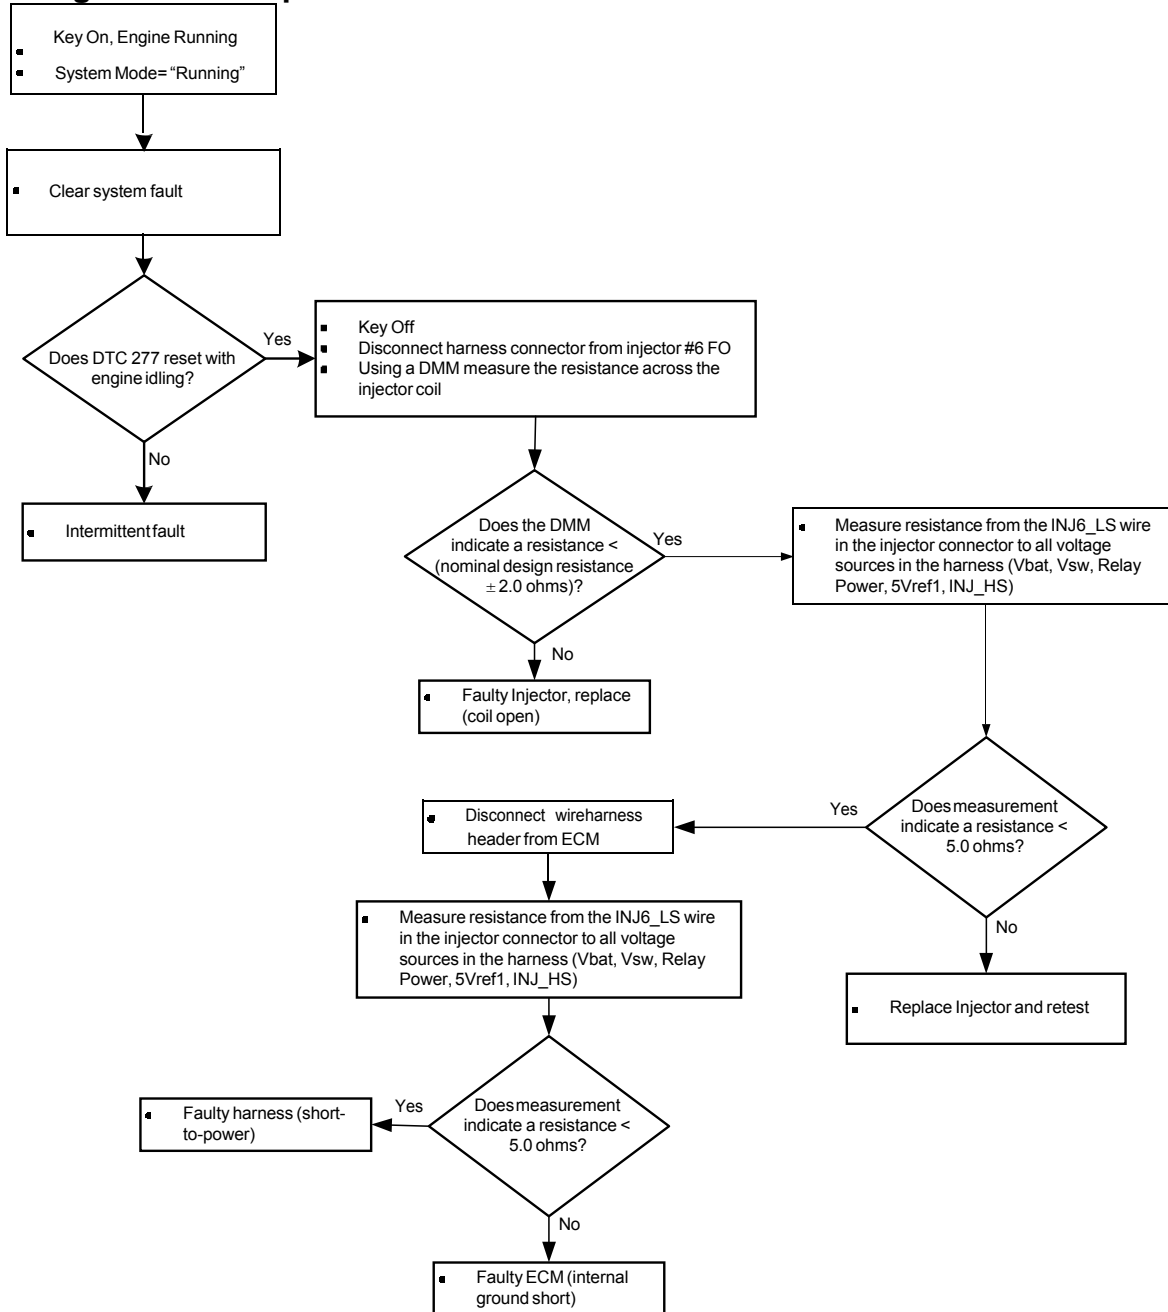 Key On, Engine Running
System Mode= “Running”
Clear system fault
Does DTC 277 reset with
engine idling?
Yes
No
Intermittent fault
Key Off
Disconnect harness connector from injector #6 FO
Using a DMM measure the resistance across the
injector coil
Does the DMM
indicate a resistance <
(nominal design resistance
± 2.0 ohms)?
Yes
No
Faulty Injector, replace
(coil open)
Measure resistance from the INJ6_LS wire
in the injector connector to all voltage
sources in the harness (Vbat, Vsw, Relay
Power, 5Vref1, INJ_HS)
Does measurement
indicate a resistance <
5.0 ohms?
Yes
No
Replace Injector and retest
Disconnect wireharness
header from ECM
Measure resistance from the INJ6_LS wire
in the injector connector to all voltage
sources in the harness (Vbat, Vsw, Relay
Power, 5Vref1, INJ_HS)
Does measurement
indicate a resistance <
5.0 ohms?
Yes
Faulty harness (short-
to-power)
No
Faulty ECM (internal
ground short)